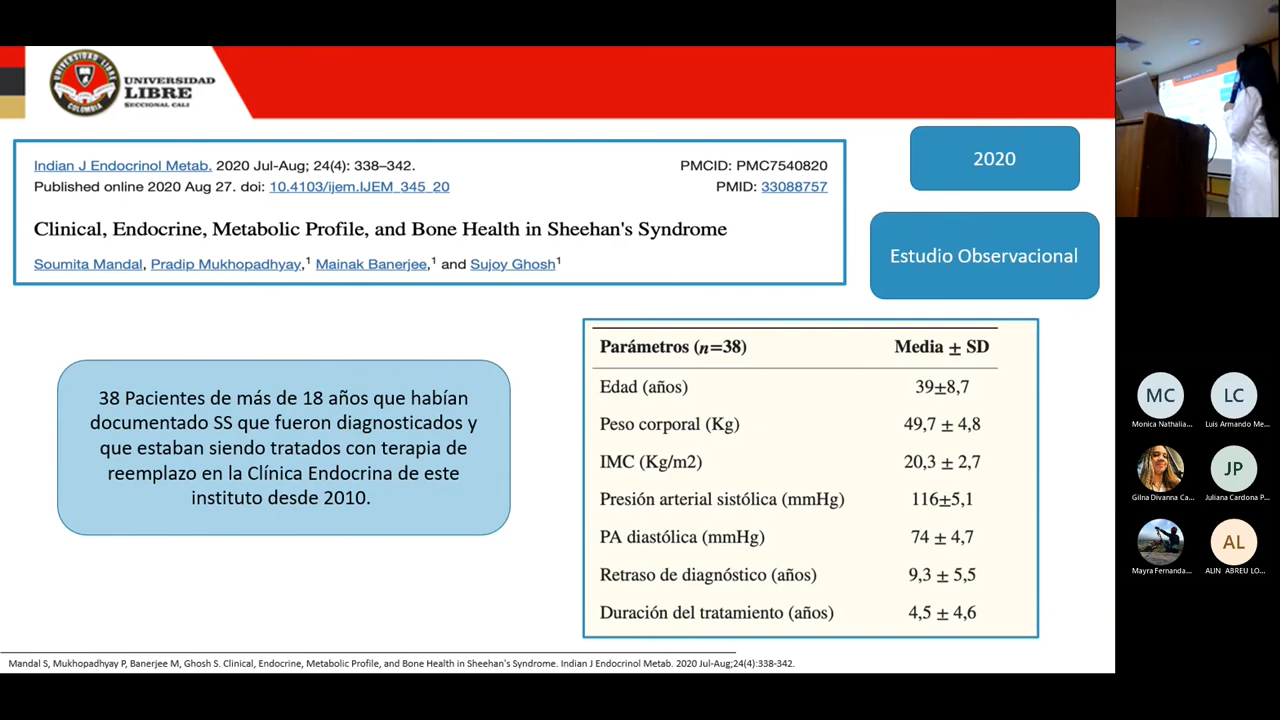 UNIVERSIDAD
LIBRE
SECCIONAL CALI
UNIVERSIDAD LIBRE
COLOMBIA
Indian J Endocrinol Metab. 2020 Jul-Aug; 24(4): 338–342.
Published online 2020 Aug 27. doi: 10.4103/ijem.IJEM_345_20
PMCID: PMC7540820
PMID: 33088757
Clinical, Endocrine, Metabolic Profile, and Bone Health in Sheehan's Syndrome
Soumita Mandal, Pradip Mukhopadhyay,1 Mainak Banerjee,1 and Sujoy Ghosh1
2020
Estudio Observacional
38 Pacientes de más de 18 años que habían
documentado SS que fueron diagnosticados y
que estaban siendo tratados con terapia de
reemplazo en la Clínica Endocrina de este
instituto desde 2010.
Parámetros (n=38) Media ± SD
Edad (años) 39±8,7
Peso corporal (Kg) 49,7 ± 4,8
IMC (Kg/m2) 20,3 ± 2,7
Presión arterial sistólica (mmHg) 116±5,1
PA diastólica (mmHg) 74 ± 4,7
Retraso de diagnóstico (años) 9,3 ± 5,5
Duración del tratamiento (años) 4,5 ± 4,6
Mandal S, Mukhopadhyay P, Banerjee M, Ghosh S. Clinical, Endocrine, Metabolic Profile, and Bone Health in Sheehan's Syndrome. Indian J Endocrinol Metab. 2020 Jul-Aug;24(4):338-342.
MC
Monica Nathalia...
LC
Luis Armando Me...
Gilna Divanna Ca...
JP
Juliana Cardona P...
Mayra Fernanda...
AL
ALIN ABREU LO...